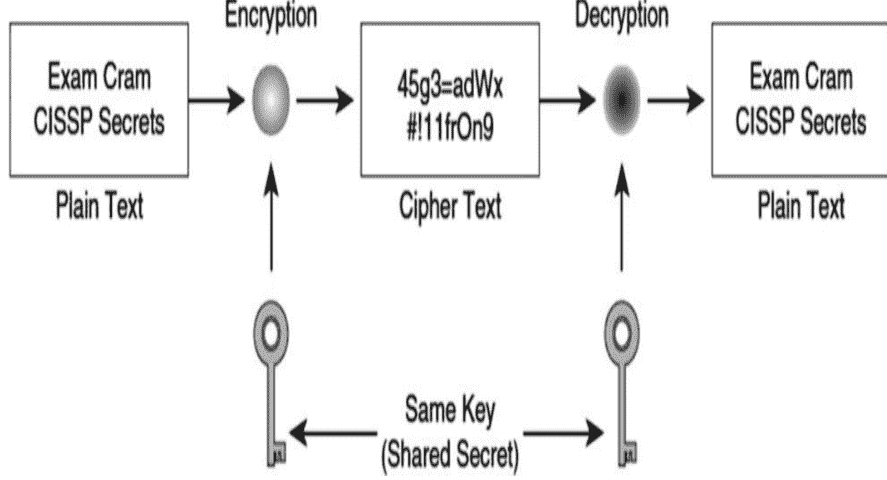 Encryption
Decryption
Exam Cram
CISSP Secrets
45g3=adWx
#!11frOn9
Exam Cram
CISSP Secrets
Plain Text
Cipher Text
Plain Text
Same Key
(Shared Secret)